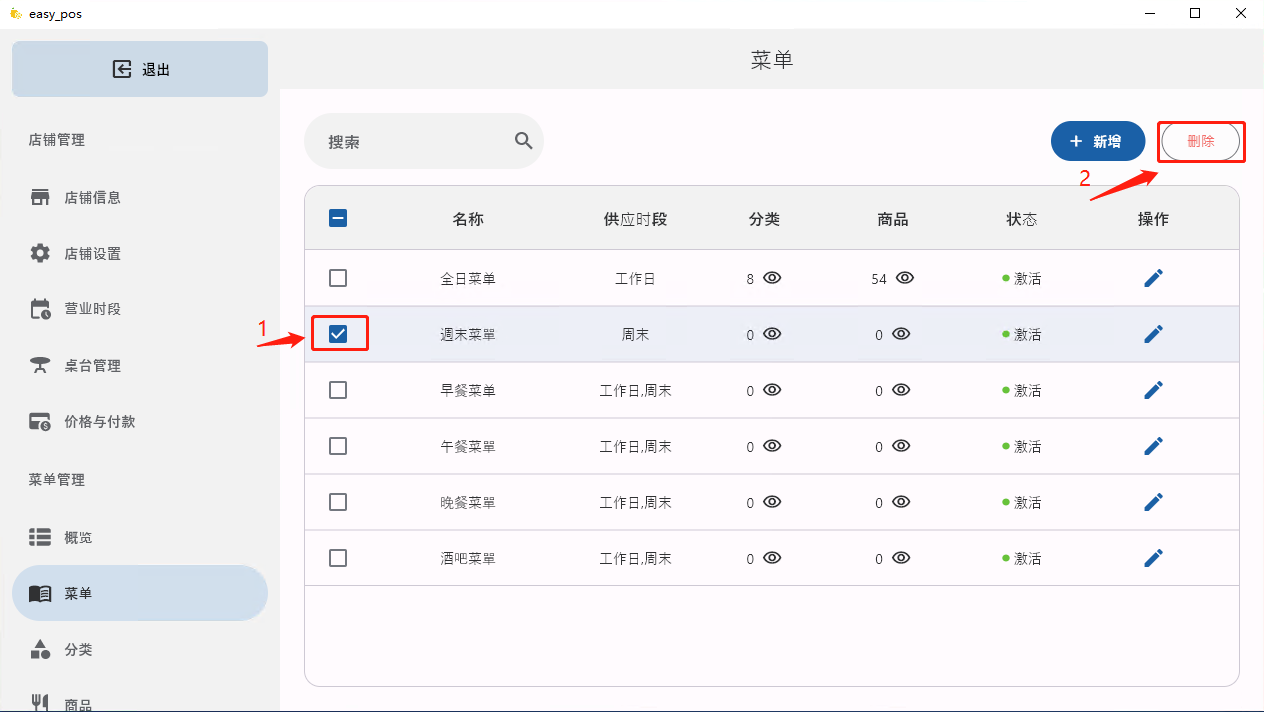 easy_pos
退出
菜单
店铺管理
店铺信息
店铺设置
营业时段
桌台管理
价格与付款
菜单管理
概览
菜单
分类
商品
搜索
新增
删除
2
名称 供应时段 分类 商品 状态 操作
全日菜单 工作日 8 54 激活
1
週末菜單 周末 0 0 激活
早餐菜单 工作日,周末 0 0 激活
午餐菜單 工作日,周末 0 0 激活
晚餐菜單 工作日,周末 0 0 激活
酒吧菜單 工作日,周末 0 0 激活